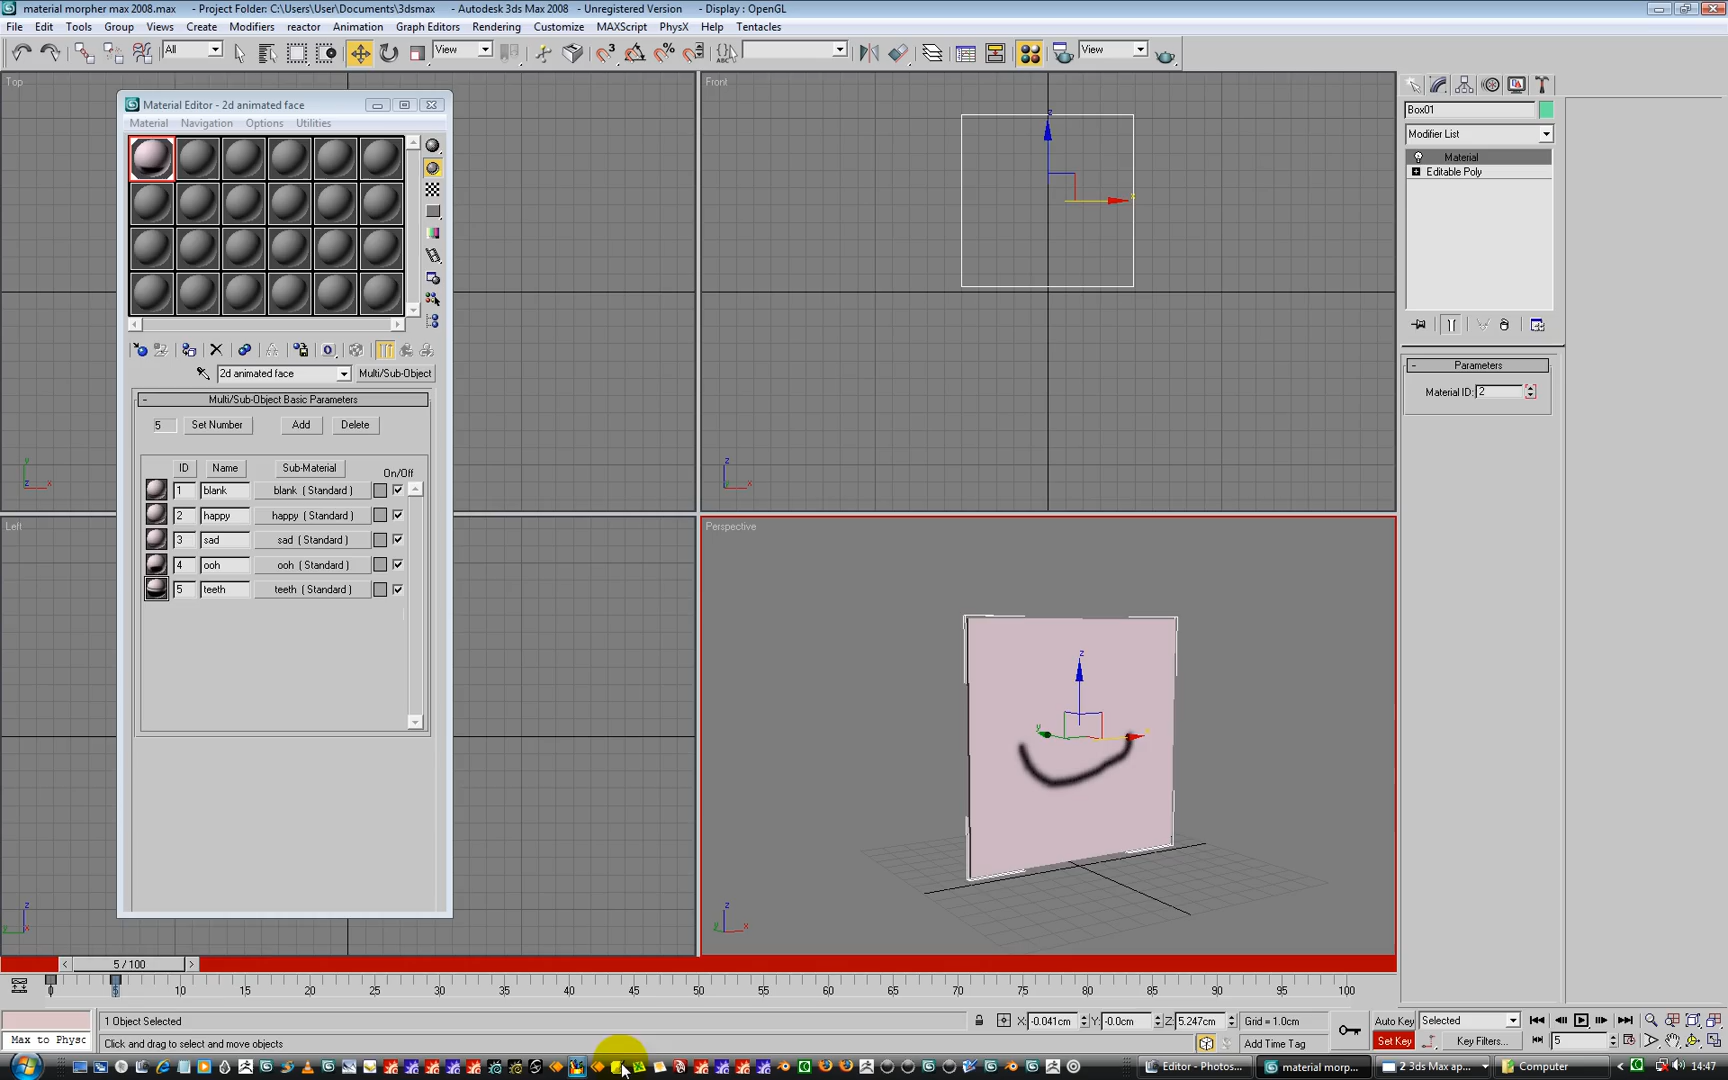 material morpher max 2008.max - Project Folder: C:\Users\User\Documents\3dsmax - Autodesk 3ds Max 2008 - Unregistered Version - Display : OpenGL
File Edit Tools Group Views Create Modifiers reactor Animation Graph Editors Rendering Customize MAXScript PhysX Help Tentacles
All View View
Top
Front
Material Editor - 2d animated face
Material Navigation Options Utilities
2d animated face Multi/Sub-Object
- Multi/Sub-Object Basic Parameters
5 Set Number Add Delete
ID Name Sub-Material On/Off
1 blank blank ( Standard )
2 happy happy ( Standard )
3 sad sad ( Standard )
4 ooh ooh ( Standard )
5 teeth teeth ( Standard )
z
x
z
y x
z
x
Left
z
y x
Perspective
z
y x
z
y x
Box01
Modifier List
Material
Editable Poly
- Parameters
Material ID: 2
< 5 / 100 >
0 5 10 15 20 25 30 35 40 45 50 55 60 65 70 75 80 85 90 95 100
1 Object Selected X: -0.041cm Y: -0.0cm Z: 5.247cm Grid = 1.0cm Auto Key Selected
Max to Physc Click and drag to select and move objects Add Time Tag Set Key Key Filters... 5
Editor - Photos... material morp... 2 3ds Max ap... Computer 14:47